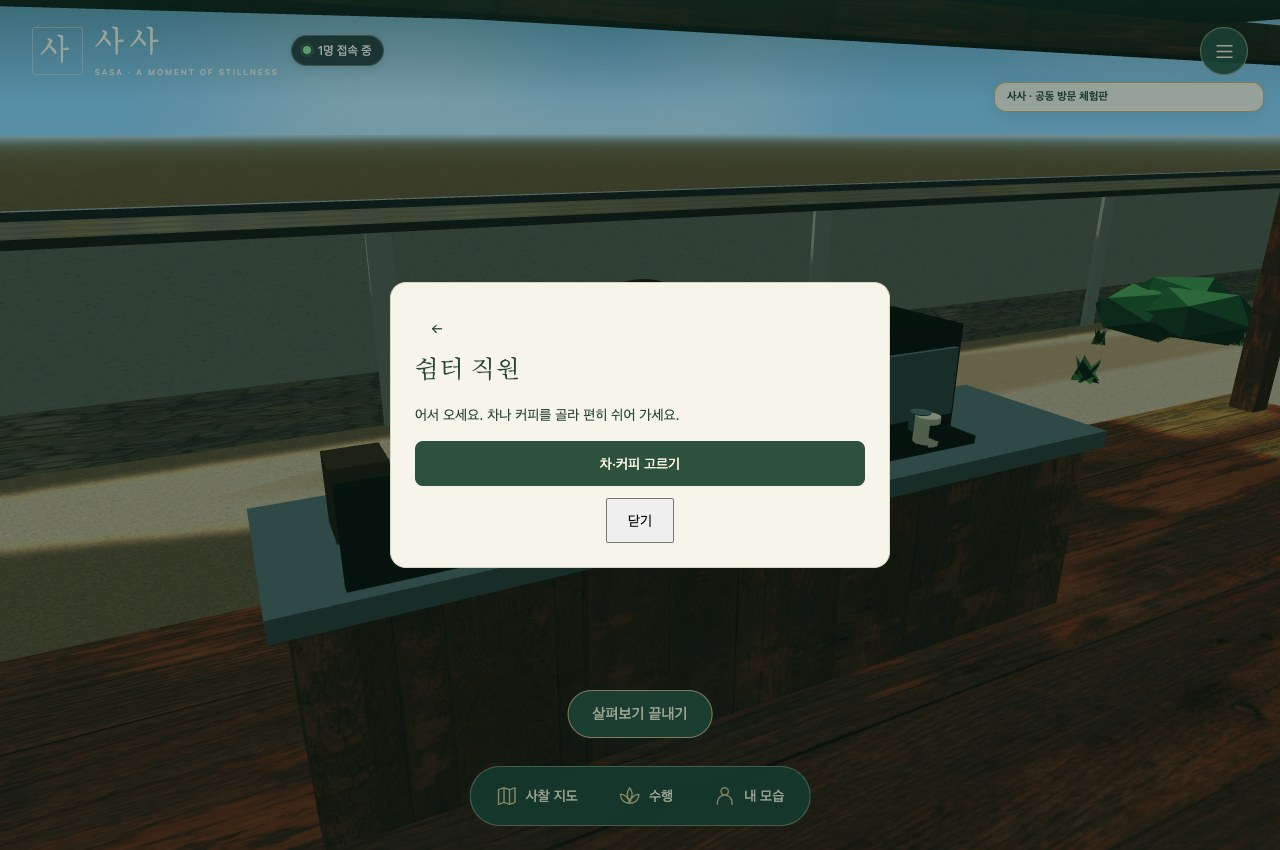 사
사사
SASA · A MOMENT OF STILLNESS
1명 접속 중
사사 · 공동 방문 체험판
쉼터 직원
어서 오세요. 차나 커피를 골라 편히 쉬어 가세요.
차·커피 고르기
닫기
살펴보기 끝내기
사찰 지도
수행
내 모습